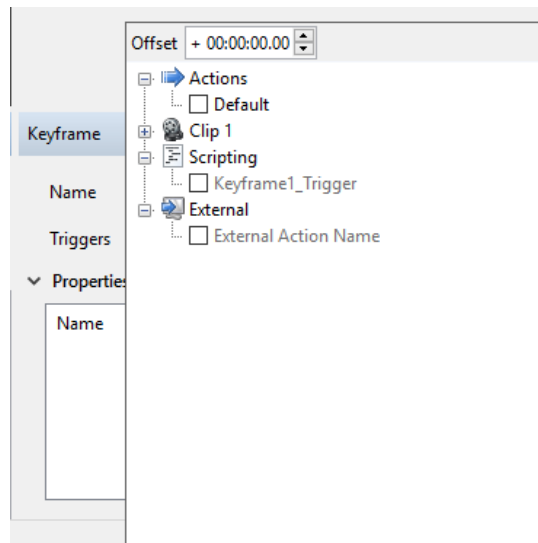 Offset + 00:00:00.00
Actions
Default
Keyframe
Clip 1
Scripting
Name
Keyframe1_Trigger
External
Triggers
External Action Name
Properties
Name